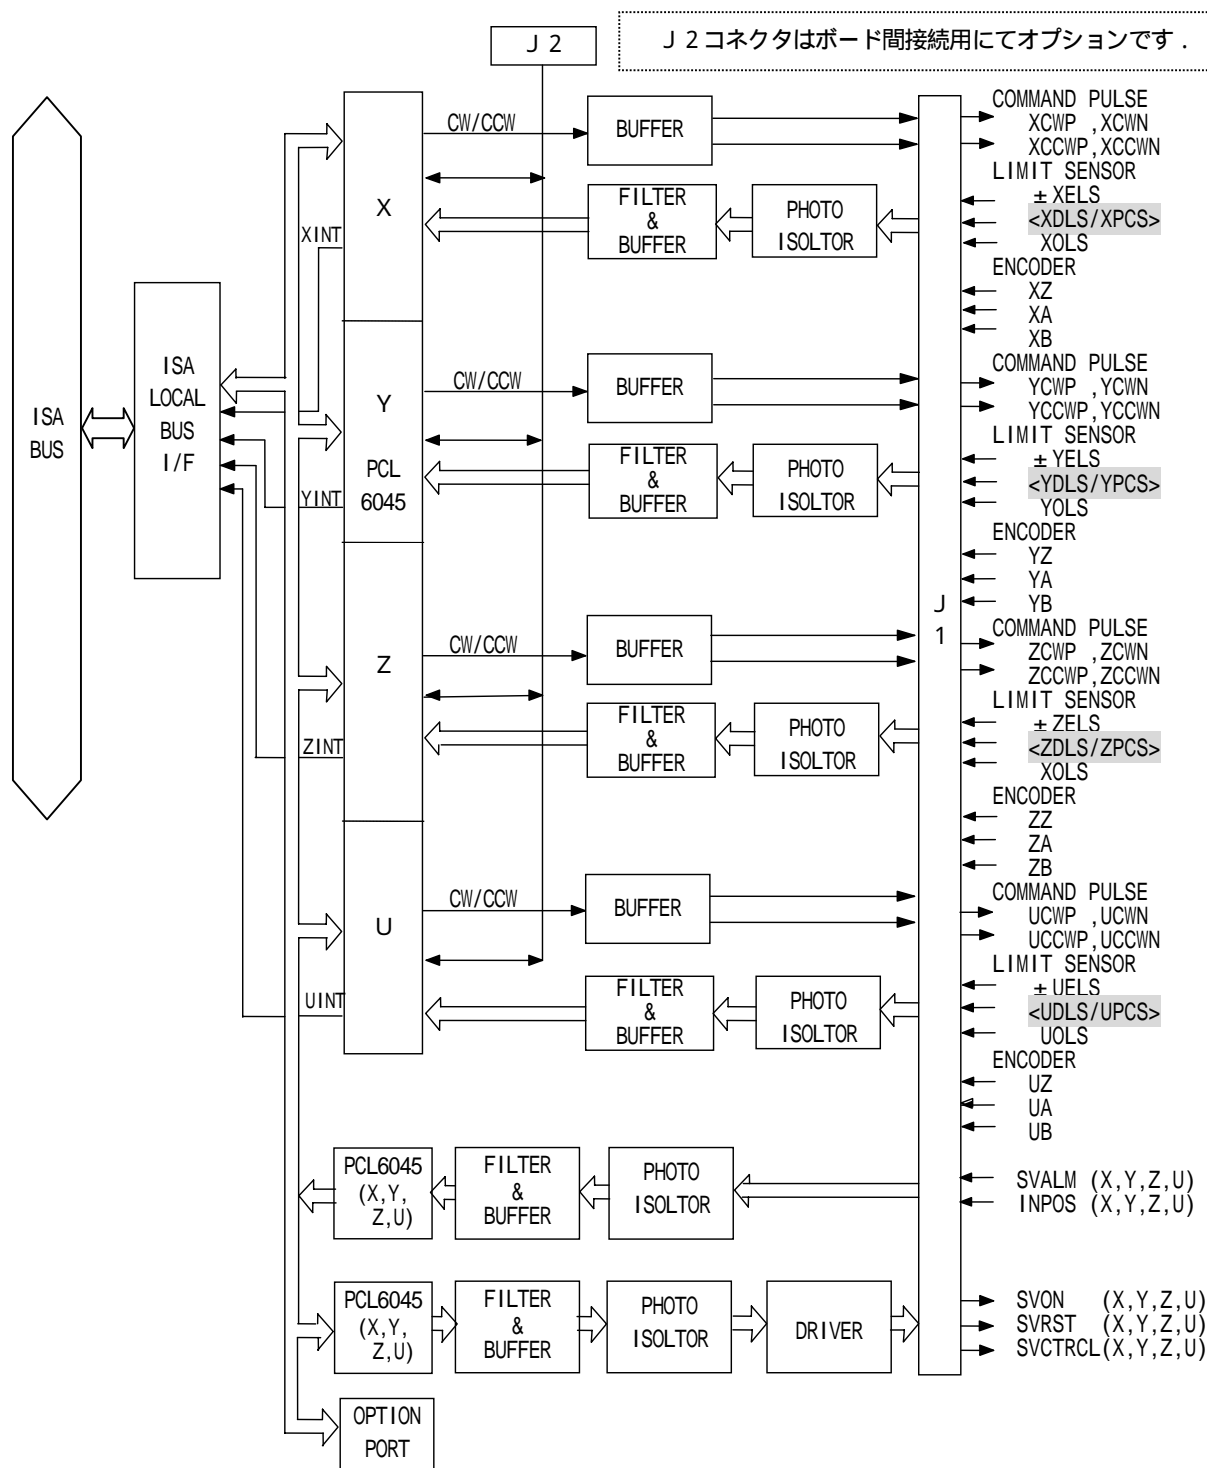 J 2
J 2 コネクタはボード間接続用にてオプションです.
ISA
BUS
ISA
LOCAL
BUS
I/F
XINT
YINT
ZINT
UINT
X
Y
PCL
6045
Z
U
CW/CCW
BUFFER
FILTER
&
BUFFER
PHOTO
ISOLTOR
CW/CCW
BUFFER
FILTER
&
BUFFER
PHOTO
ISOLTOR
CW/CCW
BUFFER
FILTER
&
BUFFER
PHOTO
ISOLTOR
CW/CCW
BUFFER
FILTER
&
BUFFER
PHOTO
ISOLTOR
J
1
COMMAND PULSE
XCWP ,XCWN
XCCWP,XCCWN
LIMIT SENSOR
±XELS
<XDLS/XPCS>
XOLS
ENCODER
XZ
XA
XB
COMMAND PULSE
YCWP ,YCWN
YCCWP,YCCWN
LIMIT SENSOR
±YELS
<YDLS/YPCS>
YOLS
ENCODER
YZ
YA
YB
COMMAND PULSE
ZCWP ,ZCWN
ZCCWP,ZCCWN
LIMIT SENSOR
±ZELS
<ZDLS/ZPCS>
XOLS
ENCODER
ZZ
ZA
ZB
COMMAND PULSE
UCWP ,UCWN
UCCWP,UCCWN
LIMIT SENSOR
±UELS
<UDLS/UPCS>
UOLS
ENCODER
UZ
UA
UB
PCL6045
(X,Y,
Z,U)
FILTER
&
BUFFER
PHOTO
ISOLTOR
SVALM (X,Y,Z,U)
INPOS (X,Y,Z,U)
PCL6045
(X,Y,
Z,U)
FILTER
&
BUFFER
PHOTO
ISOLTOR
DRIVER
SVON (X,Y,Z,U)
SVRST (X,Y,Z,U)
SVCTRCL(X,Y,Z,U)
OPTION
PORT